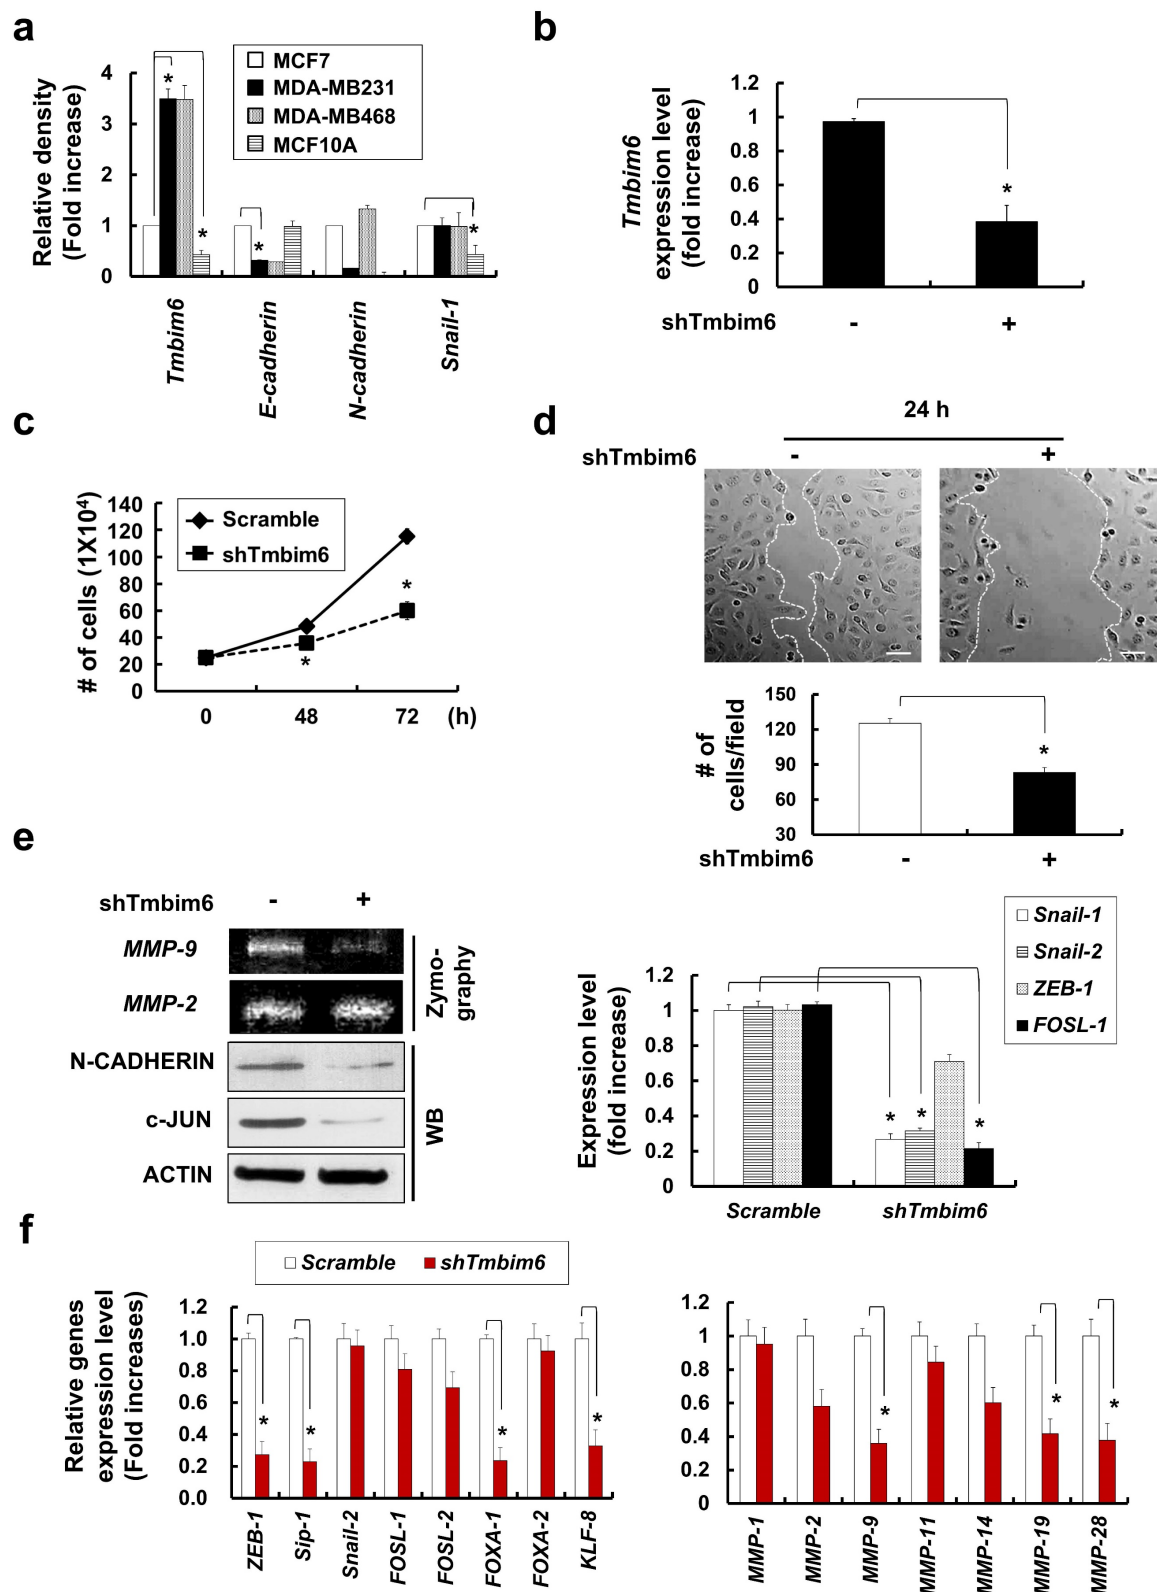 a
MCF7
MDA-MB231
MDA-MB468
MCF10A
Relative density
(Fold increase)
4
3
2
1
0
*
*
*
*
Tmbim6
E-cadherin
N-cadherin
Snail-1
b
Tmbim6
expression level
(fold increase)
1.2
1
0.8
0.6
0.4
0.2
0
*
shTmbim6 - +
c
# of cells (1X10⁴)
140
120
100
80
60
40
20
0
Scramble
shTmbim6
*
*
0 48 72 (h)
d
24 h
shTmbim6 - +
# of
cells/field
150
120
90
60
30
*
shTmbim6 - +
e
shTmbim6 - +
MMP-9
MMP-2
Zymo-
graphy
N-CADHERIN
c-JUN
ACTIN
WB
Snail-1
Snail-2
ZEB-1
FOSL-1
Expression level
(fold increase)
1.2
1
0.8
0.6
0.4
0.2
0
* * *
Scramble shTmbim6
f
Scramble shTmbim6
Relative genes
expression level
(Fold increases)
1.2
1.0
0.8
0.6
0.4
0.2
0.0
* * * *
ZEB-1
Sip-1
Snail-2
FOSL-1
FOSL-2
FOXA-1
FOXA-2
KLF-8
1.2
1
0.8
0.6
0.4
0.2
0
* * *
MMP-1
MMP-2
MMP-9
MMP-11
MMP-14
MMP-19
MMP-28